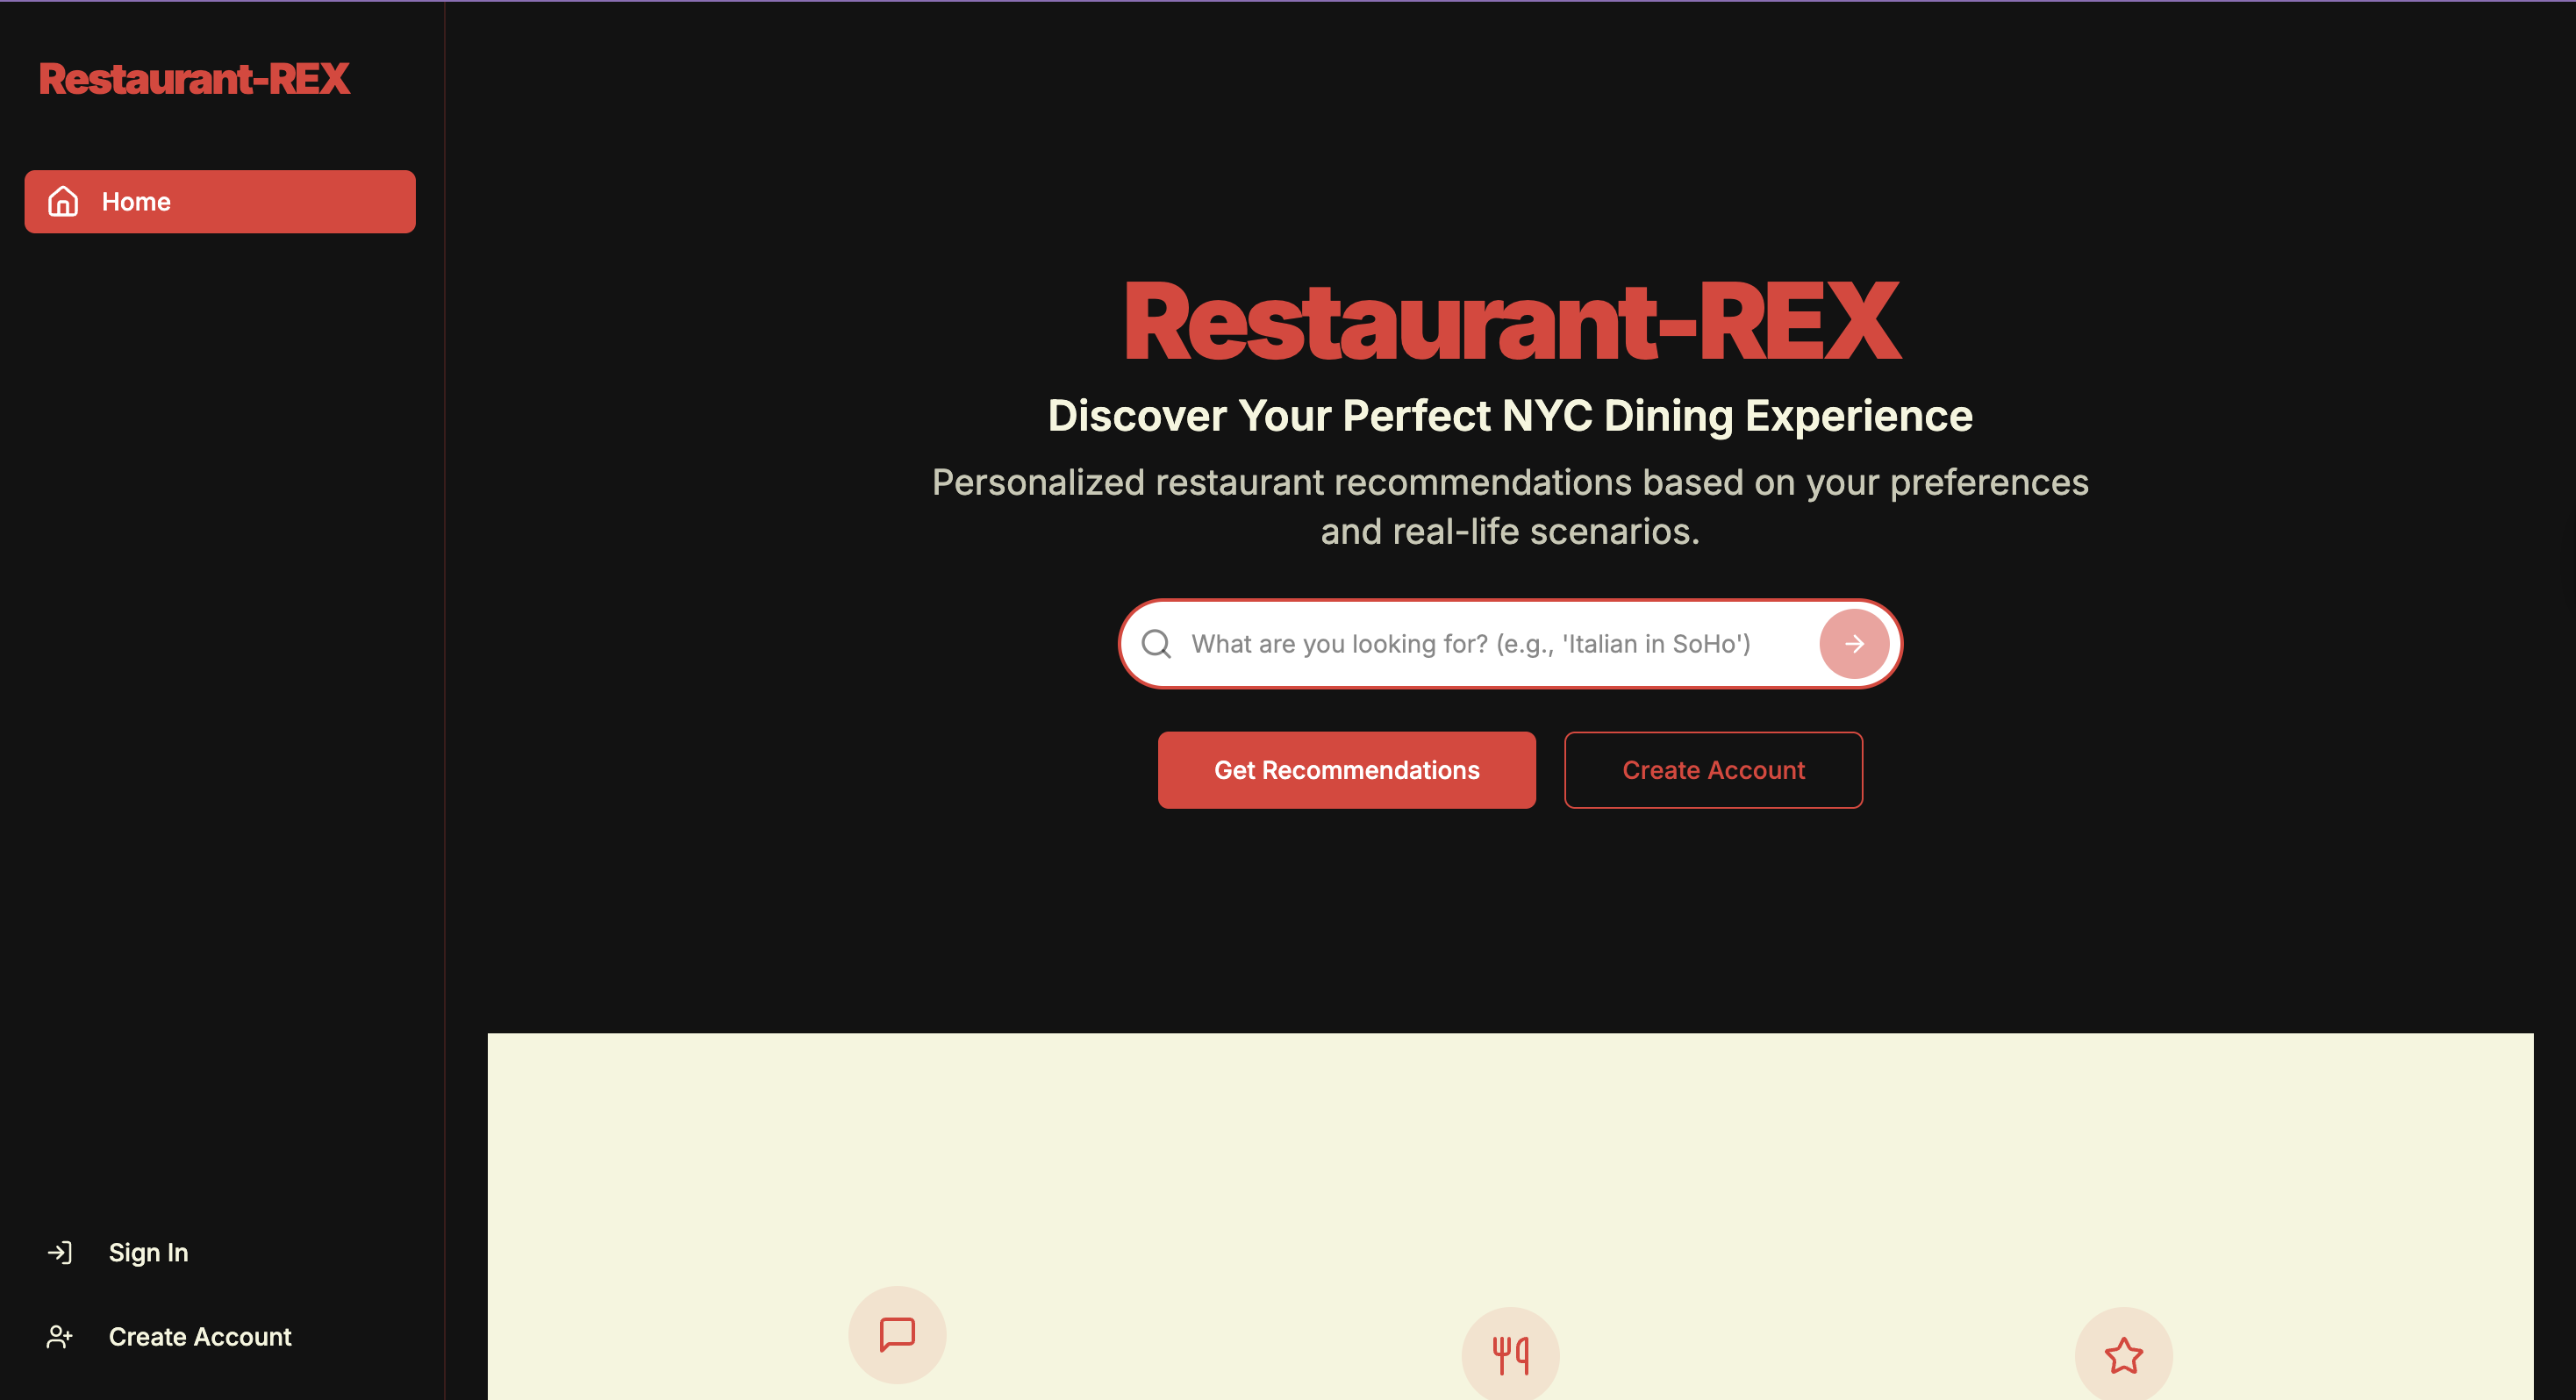 Restaurant-REX
Home
Restaurant-REX
Discover Your Perfect NYC Dining Experience
Personalized restaurant recommendations based on your preferences
and real-life scenarios.
What are you looking for? (e.g., 'Italian in SoHo')
Get Recommendations
Create Account
Sign In
Create Account